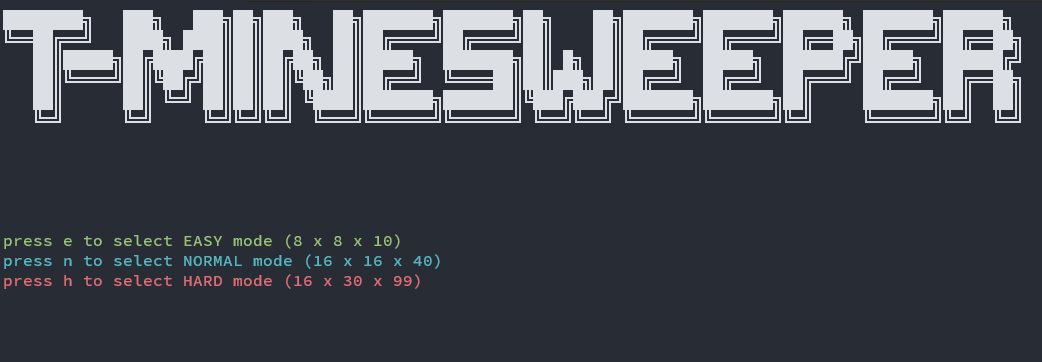 T-MINESWEEPER
press e to select EASY mode (8 x 8 x 10)
press n to select NORMAL mode (16 x 16 x 40)
press h to select HARD mode (16 x 30 x 99)